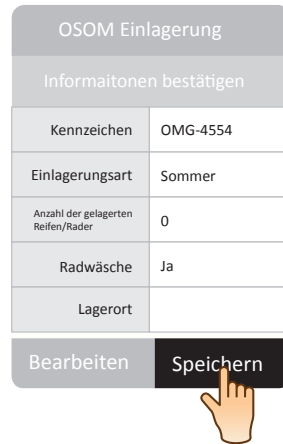 OSOM Einlagerung
Informaitonen bestätigen
Kennzeichen OMG-4554
Einlagerungsart Sommer
Anzahl der gelagerten
Reifen/Rader 0
Radwäsche Ja
Lagerort
Bearbeiten Speichern